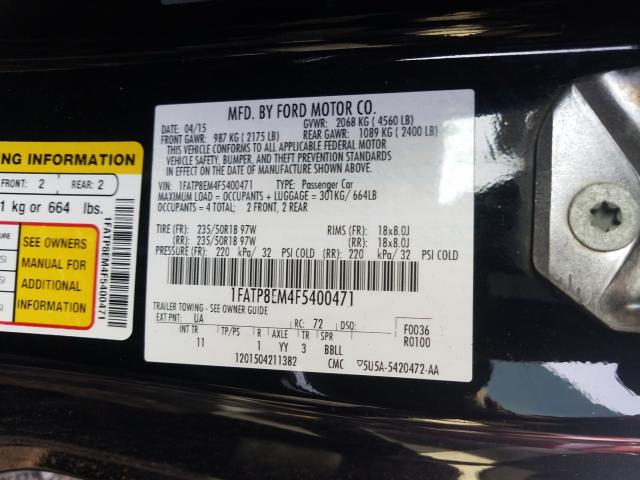 MFD. BY FORD MOTOR CO.
04/15 GVWR: 2068 KG ( 4560 LB)
FRONT GAWR: 987 KG ( 2175 LB) REAR GAWR: 1089 KG ( 2400 LB)
THIS VEHICLE CONFORMS TO ALL APPLICABLE FEDERAL MOTOR
VEHICLE SAFETY, BUMPER, AND THEFT PREVENTION STANDARDS
IN EFFECT ON THE DATE OF MANUFACTURE SHOWN ABOVE.
VIN: 1FATP8EM4F5400471 TYPE: Passenger Car
MAXIMUM LOAD = OCCUPANTS + LUGGAGE = 301KG/ 664LB
OCCUPANTS = 4 TOTAL; 2 FRONT, 2 REAR
TIRE (FR): 235/50R18 97W RIMS (FR): 18x8.0J
(RR): 235/50R18 97W (RR): 18x8.0J
PRESSURE (FR): 220 kPa/ 32 PSI COLD (RR): 220 kPa/ 32 PSI COLD
1FATP8EM4F5400471
TRAILER TOWING - SEE OWNER GUIDE
EXT PNT: UA RC: 72 DSO: F0036
INT TR TP/PS R AXLE TR SPR R0100
11 1 YY 3 BBLL
1201504211382 CMC 5U5A-5420472-AA
NG INFORMATION
FRONT: 2 REAR: 2
1 kg or 664 lbs.
SEE OWNERS
MANUAL FOR
ADDITIONAL
INFORMATION
1FATP8EM4F5400471